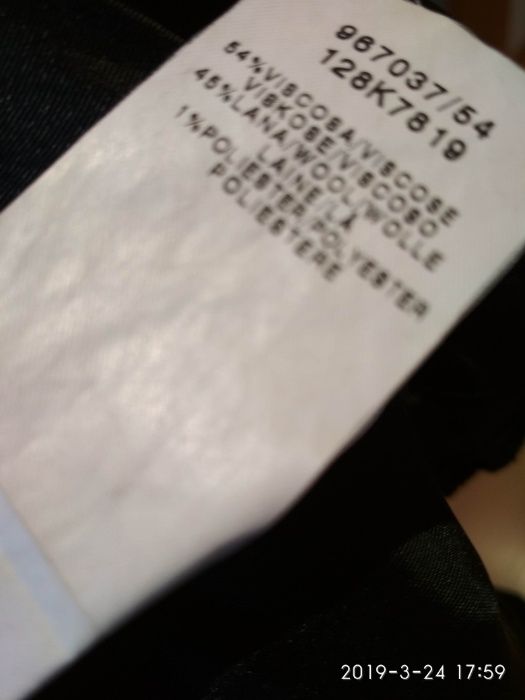 967037/54
128K7819
54%VISCOSA/VISCOSE
VISKOSE/VISCOSO
45%LANA/WOOL/WOLLE
LAINE/LA
1%POLIESTER/POLYESTER
POLIESTERE
2019-3-24 17:59